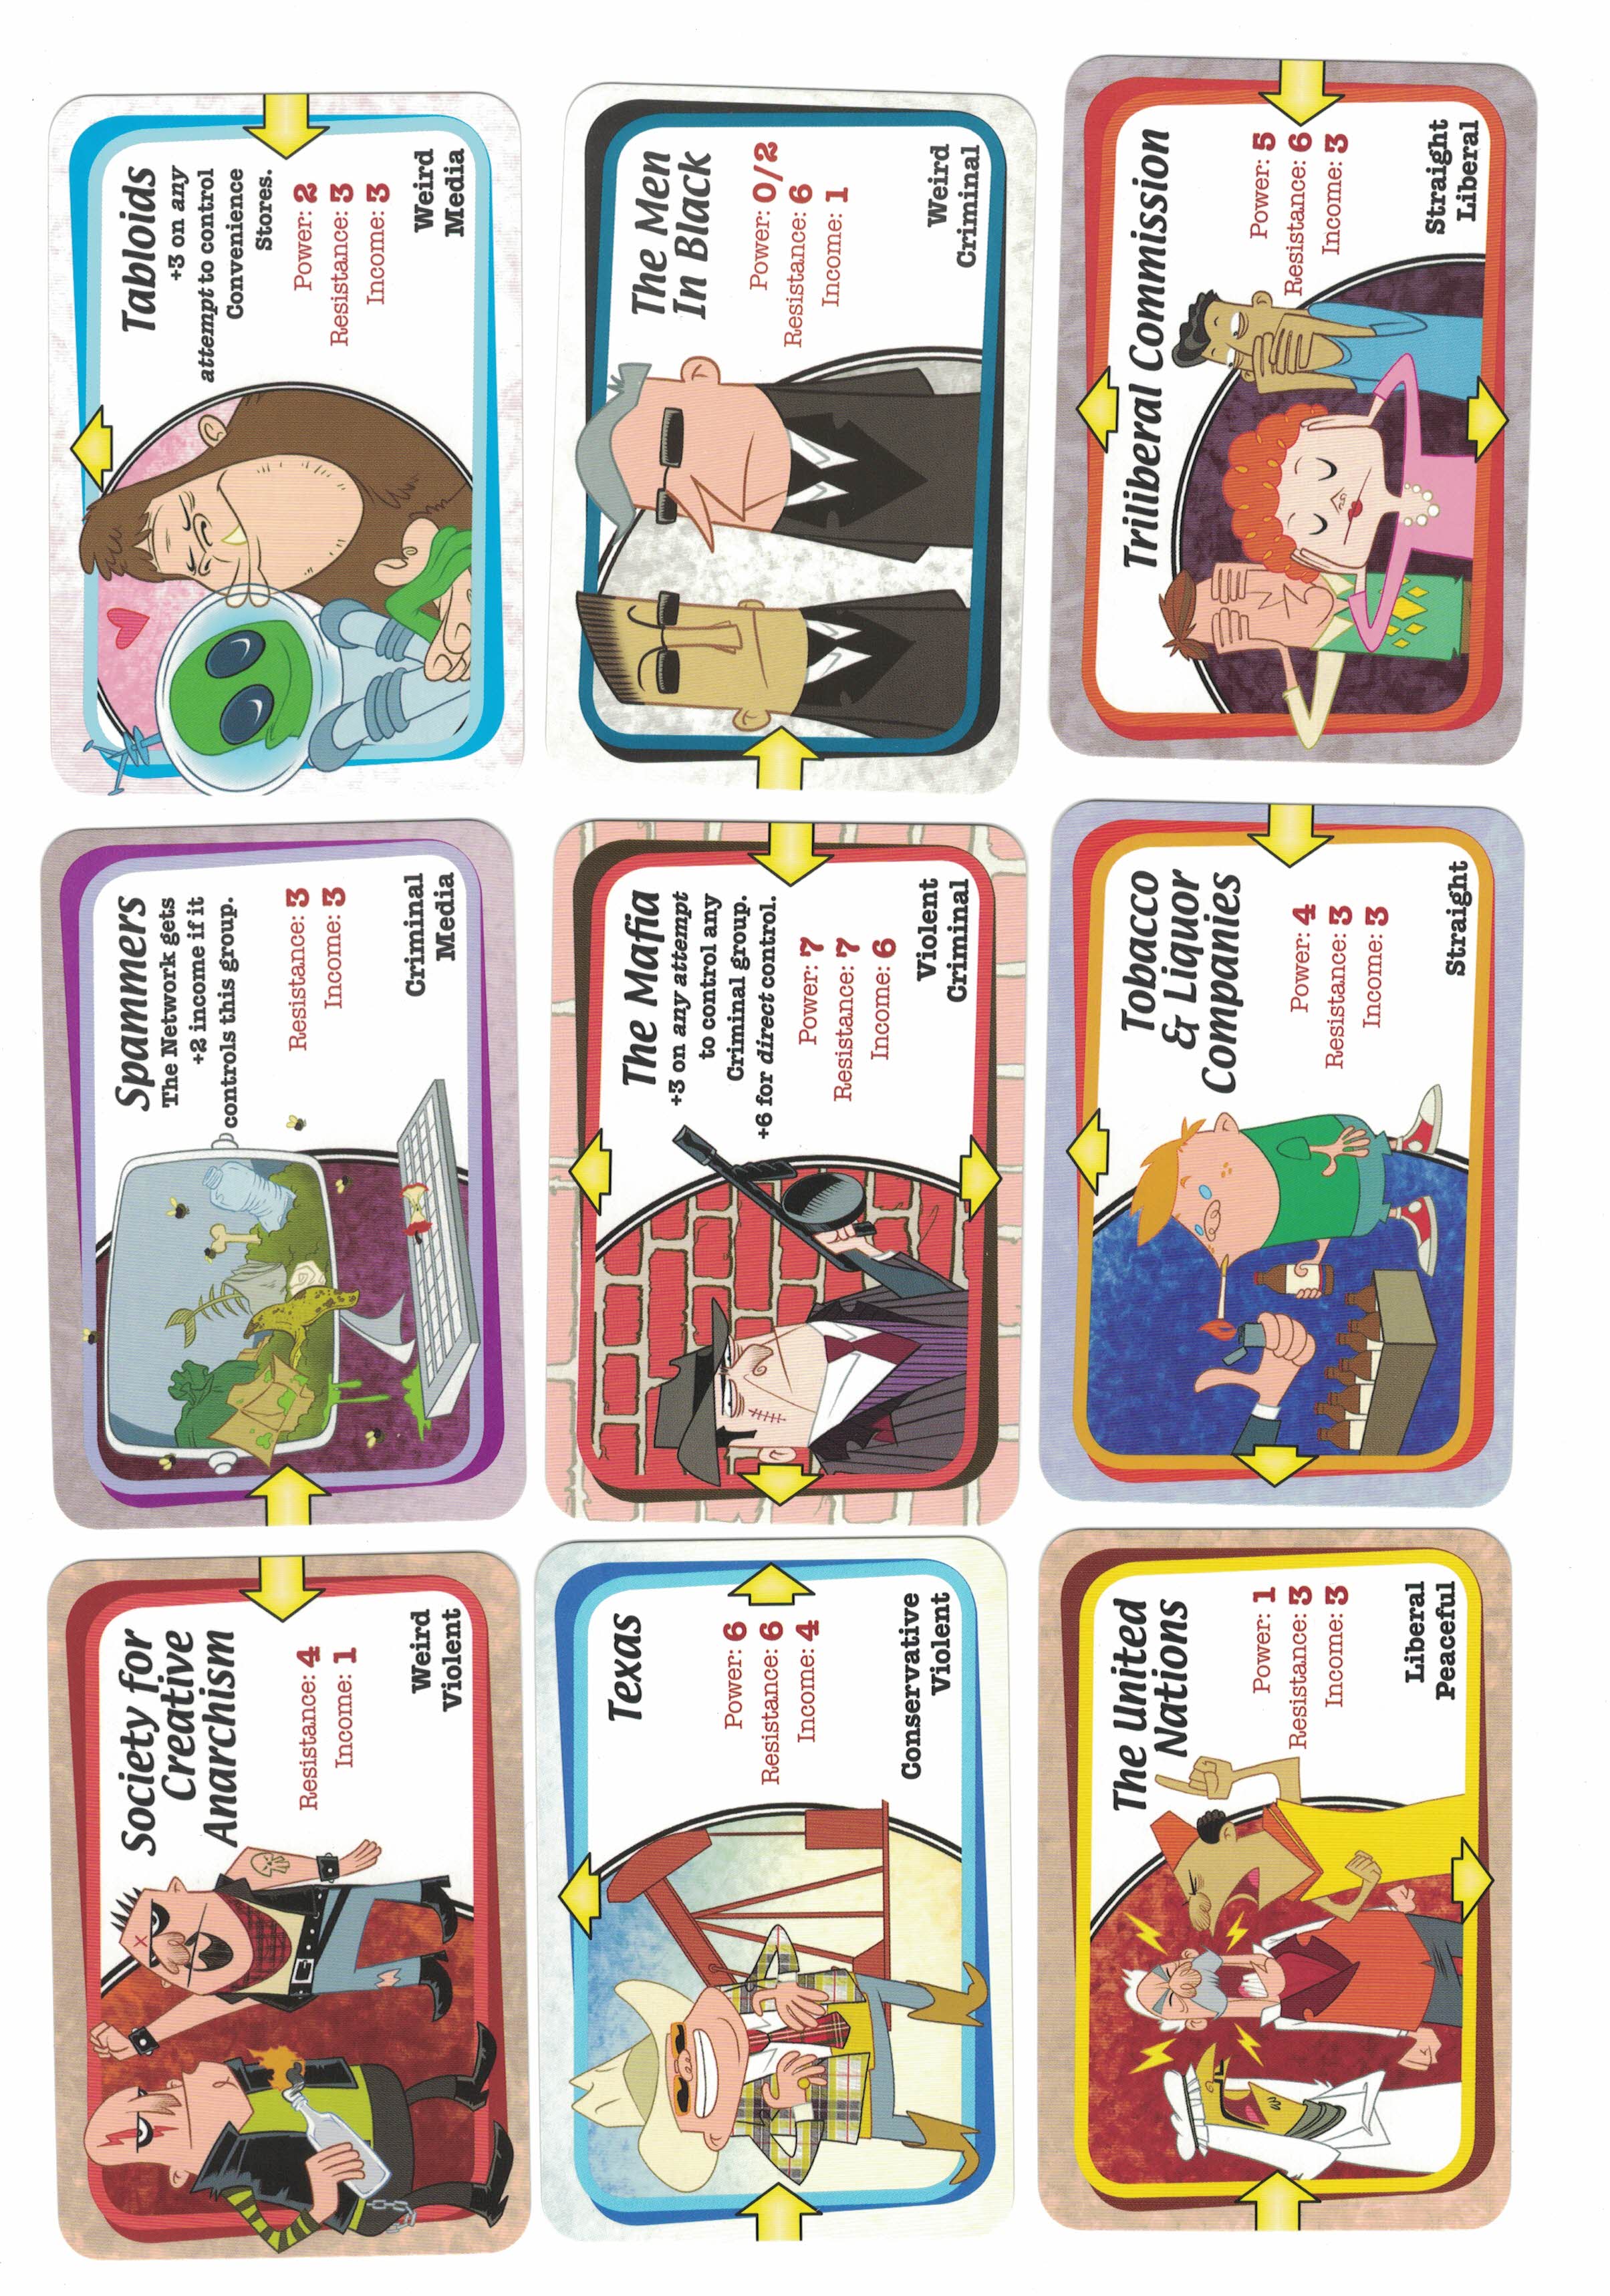 Society for
Creative
Anarchism
Resistance: 4
Income: 1
Weird
Violent
Spammers
The Network gets
+2 income if it
controls this group.
Resistance: 3
Income: 3
Criminal
Media
Tabloids
+3 on any
attempt to control
Convenience
Stores.
Power: 2
Resistance: 3
Income: 3
Weird
Media
Texas
Power: 6
Resistance: 6
Income: 4
Conservative
Violent
The Mafia
+3 on any attempt
to control any
Criminal group.
+6 for direct control.
Power: 7
Resistance: 7
Income: 6
Violent
Criminal
The Men
In Black
Power: 0/2
Resistance: 6
Income: 1
Weird
Criminal
The United
Nations
Power: 1
Resistance: 3
Income: 3
Liberal
Peaceful
Tobacco
& Liquor
Companies
Power: 4
Resistance: 3
Income: 3
Straight
Triliberal Commission
Power: 5
Resistance: 6
Income: 3
Straight
Liberal